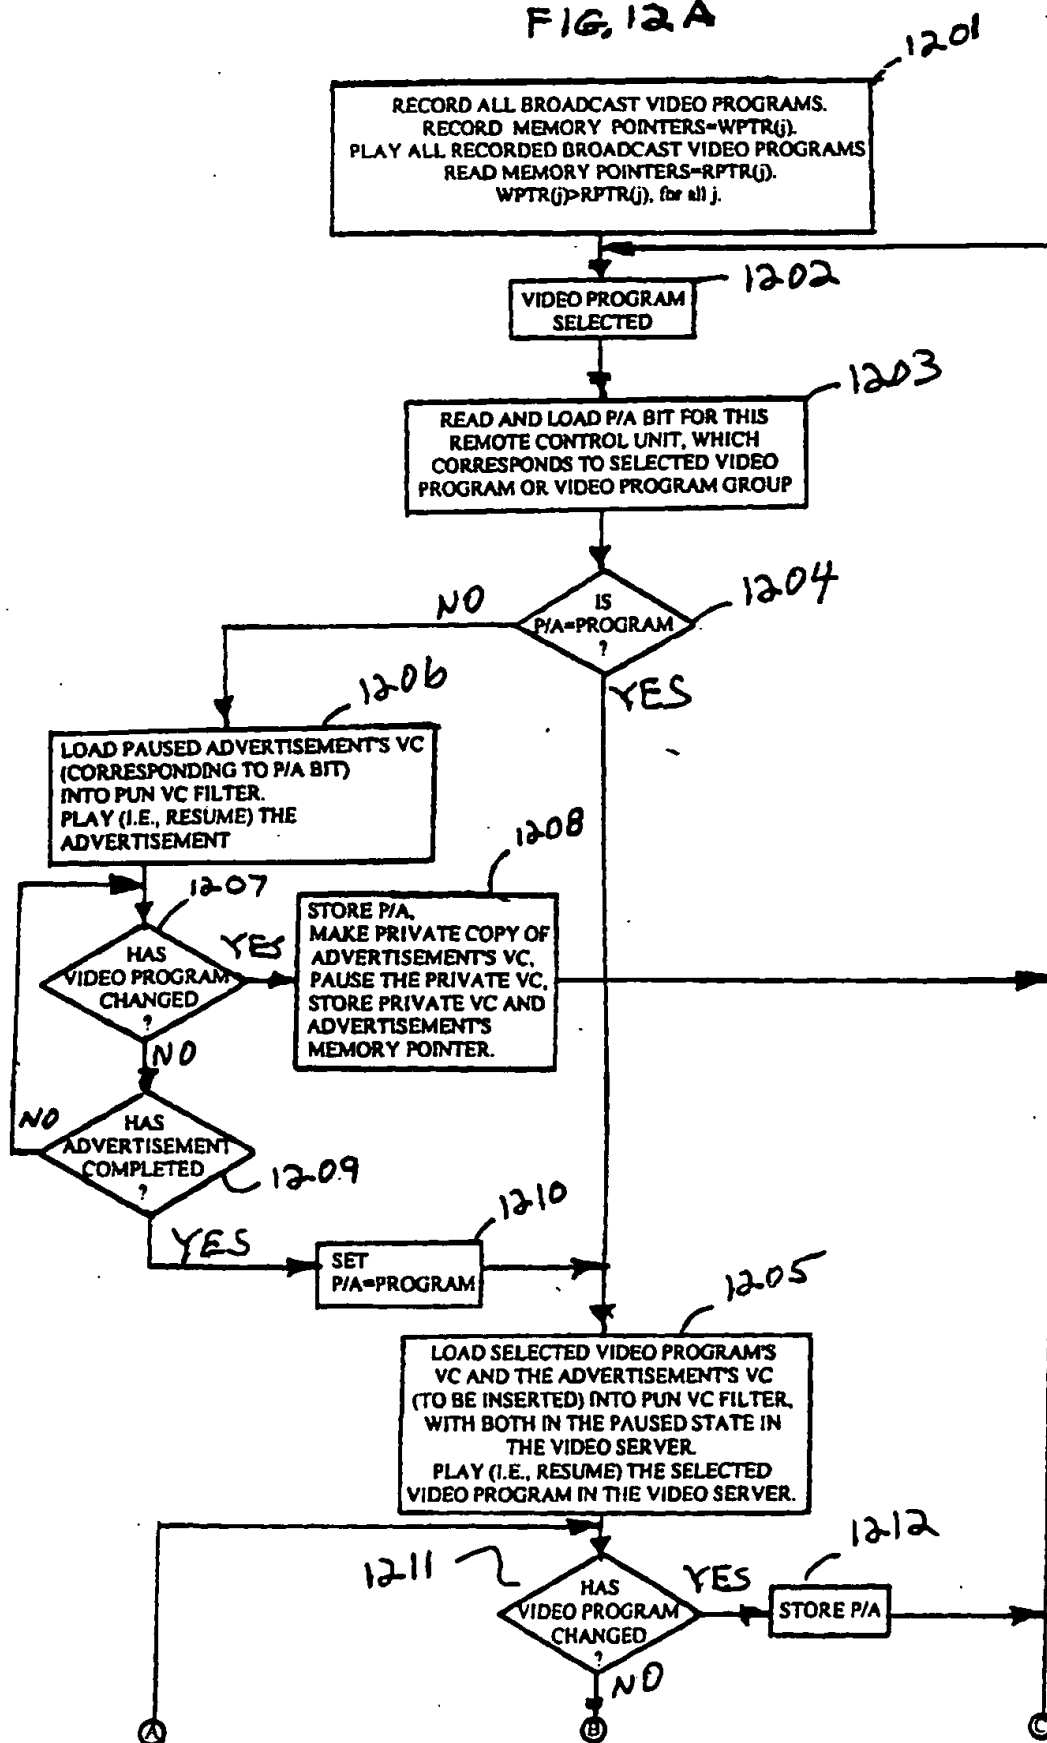 FIG. 12A
1201
RECORD ALL BROADCAST VIDEO PROGRAMS.
RECORD MEMORY POINTERS=WPTR(j).
PLAY ALL RECORDED BROADCAST VIDEO PROGRAMS
READ MEMORY POINTERS=RPTR(j).
WPTR(j)>RPTR(j), for all j.
1202
VIDEO PROGRAM
SELECTED
1203
READ AND LOAD P/A BIT FOR THIS
REMOTE CONTROL UNIT, WHICH
CORRESPONDS TO SELECTED VIDEO
PROGRAM OR VIDEO PROGRAM GROUP
1204
IS
P/A=PROGRAM
?
NO
YES
1206
LOAD PAUSED ADVERTISEMENT'S VC
(CORRESPONDING TO P/A BIT)
INTO PUN VC FILTER.
PLAY (I.E., RESUME) THE
ADVERTISEMENT
1207
HAS
VIDEO PROGRAM
CHANGED
?
YES
NO
1208
STORE P/A,
MAKE PRIVATE COPY OF
ADVERTISEMENT'S VC,
PAUSE THE PRIVATE VC,
STORE PRIVATE VC AND
ADVERTISEMENT'S
MEMORY POINTER.
NO
HAS
ADVERTISEMENT
COMPLETED
?
1209
YES
1210
SET
P/A=PROGRAM
1205
LOAD SELECTED VIDEO PROGRAM'S
VC AND THE ADVERTISEMENT'S VC
(TO BE INSERTED) INTO PUN VC FILTER,
WITH BOTH IN THE PAUSED STATE IN
THE VIDEO SERVER.
PLAY (I.E., RESUME) THE SELECTED
VIDEO PROGRAM IN THE VIDEO SERVER.
1211
HAS
VIDEO PROGRAM
CHANGED
?
YES
1212
STORE P/A
NO
A
B
C